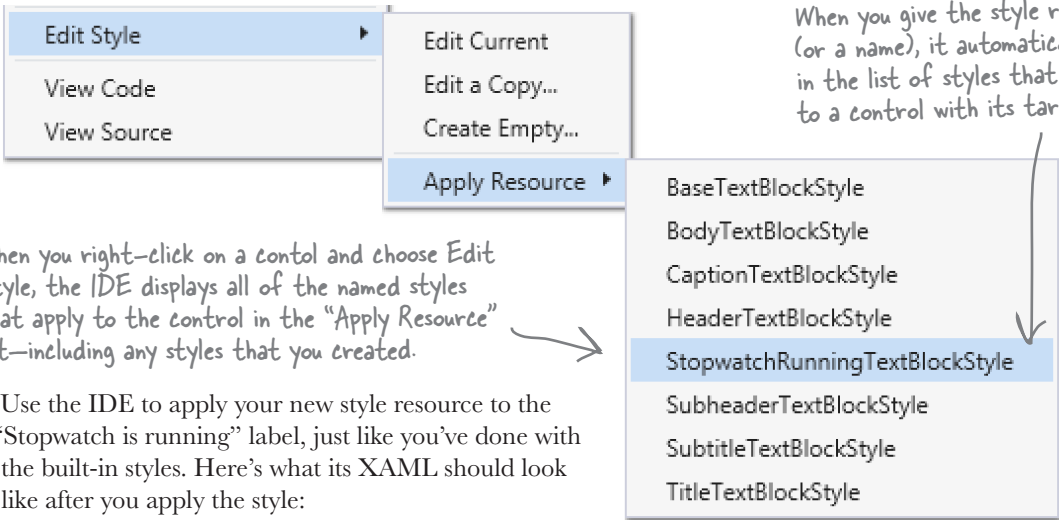 Edit Style
View Code
View Source
Edit Current
Edit a Copy...
Create Empty...
Apply Resource
When you give the style
(or a name), it
in the list of styles that
to a control with its
BaseTextBlockStyle
BodyTextBlockStyle
CaptionTextBlockStyle
HeaderTextBlockStyle
StopwatchRunningTextBlockStyle
SubheaderTextBlockStyle
SubtitleTextBlockStyle
TitleTextBlockStyle
you right-click on a contol and choose Edit
the IDE displays all of the named styles
apply to the control in the "Apply Resource"
—including any styles that you created.
Use the IDE to apply your new style resource to the
"Stopwatch is running" label, just like you've done with
the built-in styles. Here's what its XAML should look
like after you apply the style: